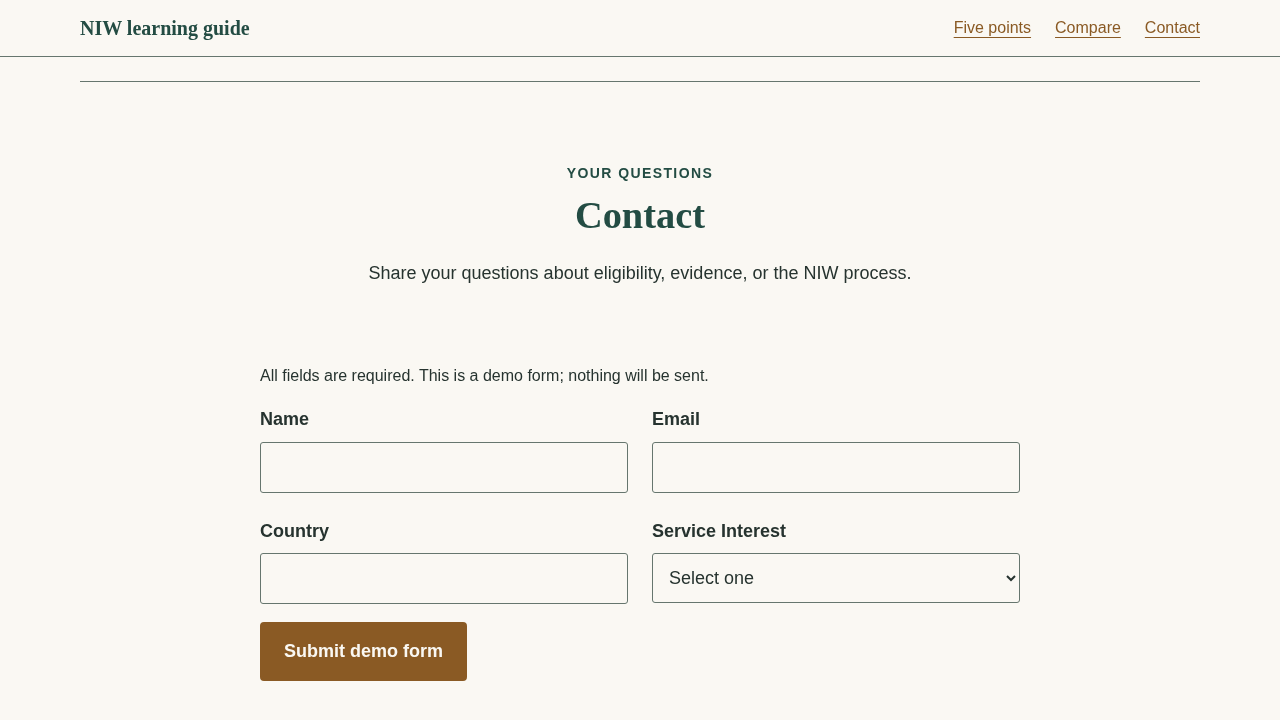 NIW learning guide
Five points
Compare
Contact
YOUR QUESTIONS
Contact
Share your questions about eligibility, evidence, or the NIW process.
All fields are required. This is a demo form; nothing will be sent.
Name
Email
Country
Service Interest
Select one
Submit demo form